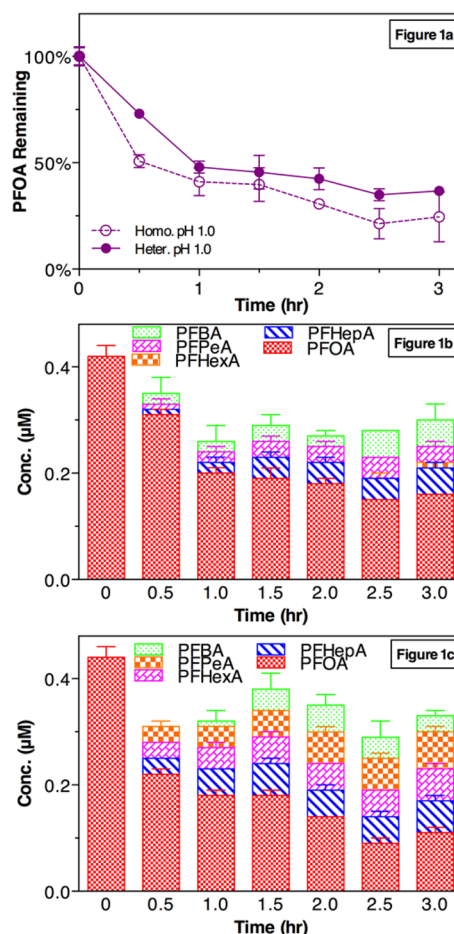 Figure 1a
100%
50%
0%
PFOA Remaining
Homo. pH 1.0
Heter. pH 1.0
0 1 2 3
Time (hr)
Figure 1b
PFBA PFHepA
PFPeA PFOA
PFHexA
0.4
0.2
0.0
Conc. (µM)
0 0.5 1.0 1.5 2.0 2.5 3.0
Time (hr)
Figure 1c
PFBA PFHepA
PFPeA PFOA
PFHexA
0.4
0.2
0.0
Conc. (µM)
0 0.5 1.0 1.5 2.0 2.5 3.0
Time (hr)